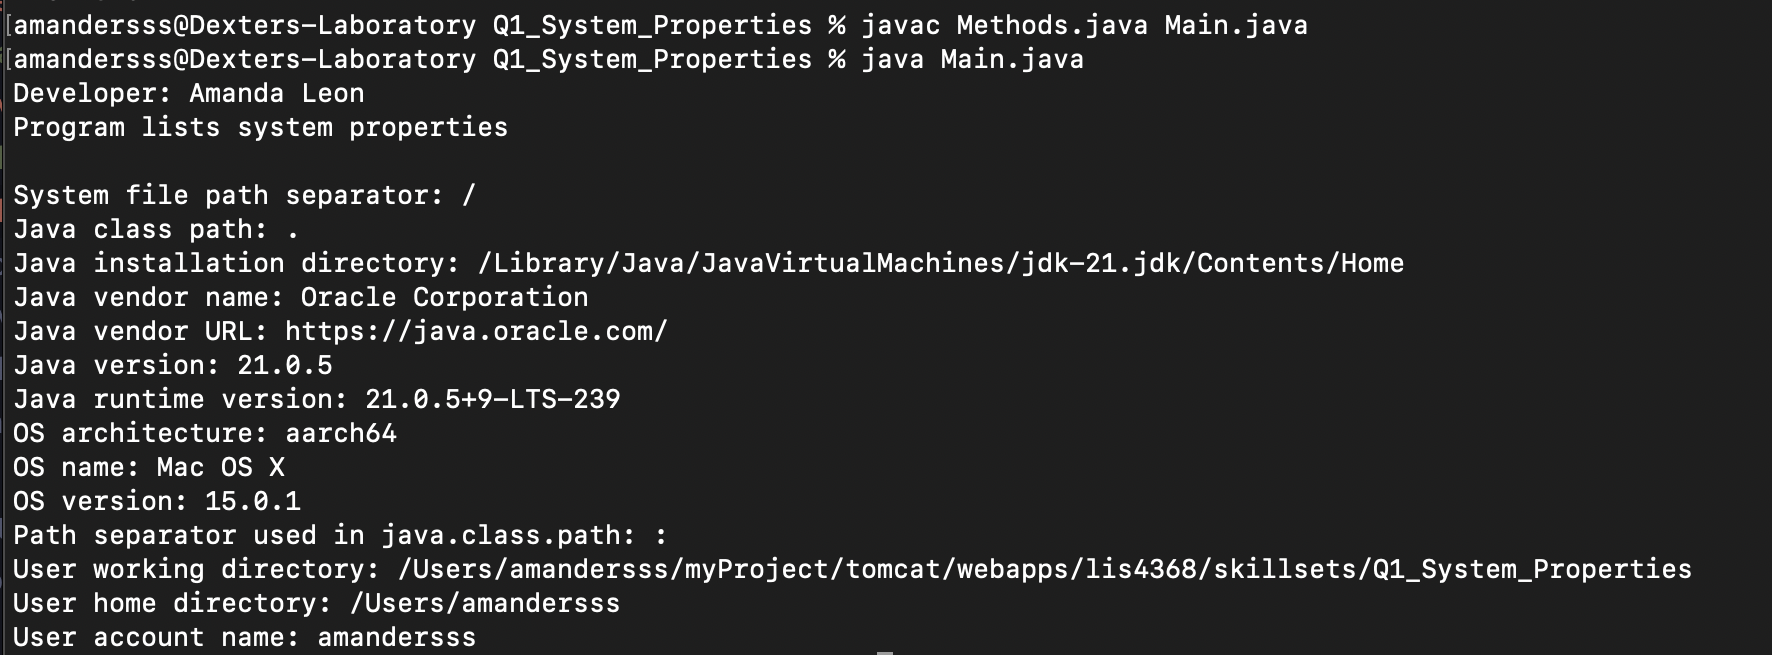 [amandersss@Dexters-Laboratory Q1_System_Properties % javac Methods.java Main.java
[amandersss@Dexters-Laboratory Q1_System_Properties % java Main.java
Developer: Amanda Leon
Program lists system properties

System file path separator: /
Java class path: .
Java installation directory: /Library/Java/JavaVirtualMachines/jdk-21.jdk/Contents/Home
Java vendor name: Oracle Corporation
Java vendor URL: https://java.oracle.com/
Java version: 21.0.5
Java runtime version: 21.0.5+9-LTS-239
OS architecture: aarch64
OS name: Mac OS X
OS version: 15.0.1
Path separator used in java.class.path: :
User working directory: /Users/amandersss/myProject/tomcat/webapps/lis4368/skillsets/Q1_System_Properties
User home directory: /Users/amandersss
User account name: amandersss